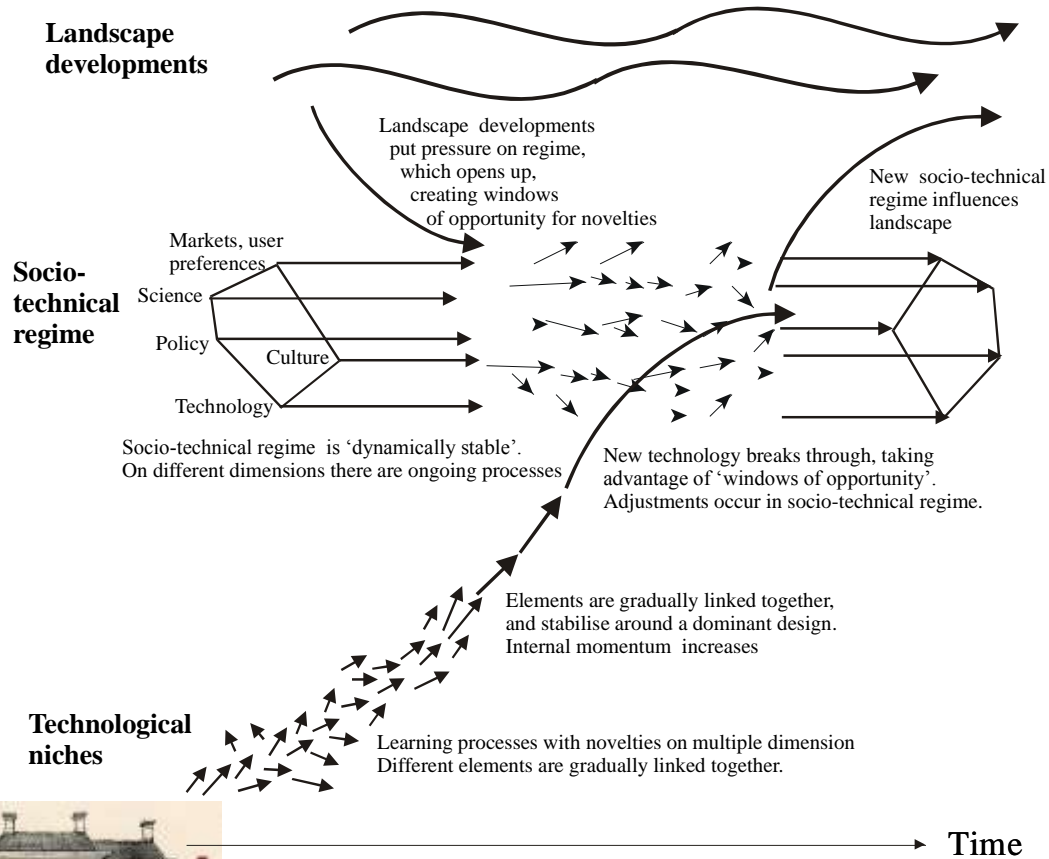 Landscape
developments
Landscape developments
put pressure on regime,
which opens up,
creating windows
of opportunity for novelties
New socio-technical
regime influences
landscape
Socio-
technical
regime
Markets, user
preferences
Science
Policy
Culture
Technology
Socio-technical regime is ‘dynamically stable’.
On different dimensions there are ongoing processes
New technology breaks through, taking
advantage of ‘windows of opportunity’.
Adjustments occur in socio-technical regime.
Elements are gradually linked together,
and stabilise around a dominant design.
Internal momentum increases
Technological
niches
Learning processes with novelties on multiple dimension
Different elements are gradually linked together.
Time